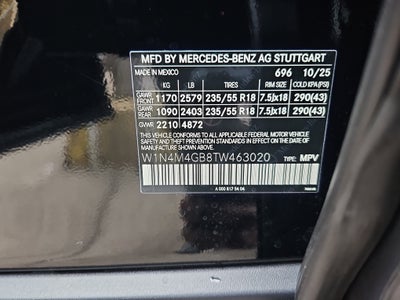 MFD BY MERCEDES-BENZ AG STUTTGART
MADE IN MEXICO 696 10/25
KG LB TIRES RIM SIZE COLD KPA(PSI)
GAWR FRONT 1170 2579 235/55 R18 7.5Jx18 290(43)
GAWR REAR 1090 2403 235/55 R18 7.5Jx18 290(43)
GVWR 2210 4872
THIS VEHICLE CONFORMS TO ALL APPLICABLE FEDERAL MOTOR VEHICLE
SAFETY, BUMPER AND THEFT PREVENTION STANDARDS IN
EFFECT ON THE DATE OF MANUFACTURE SHOWN ABOVE.
W1N4M4GB8TW463020 TYPE: MPV